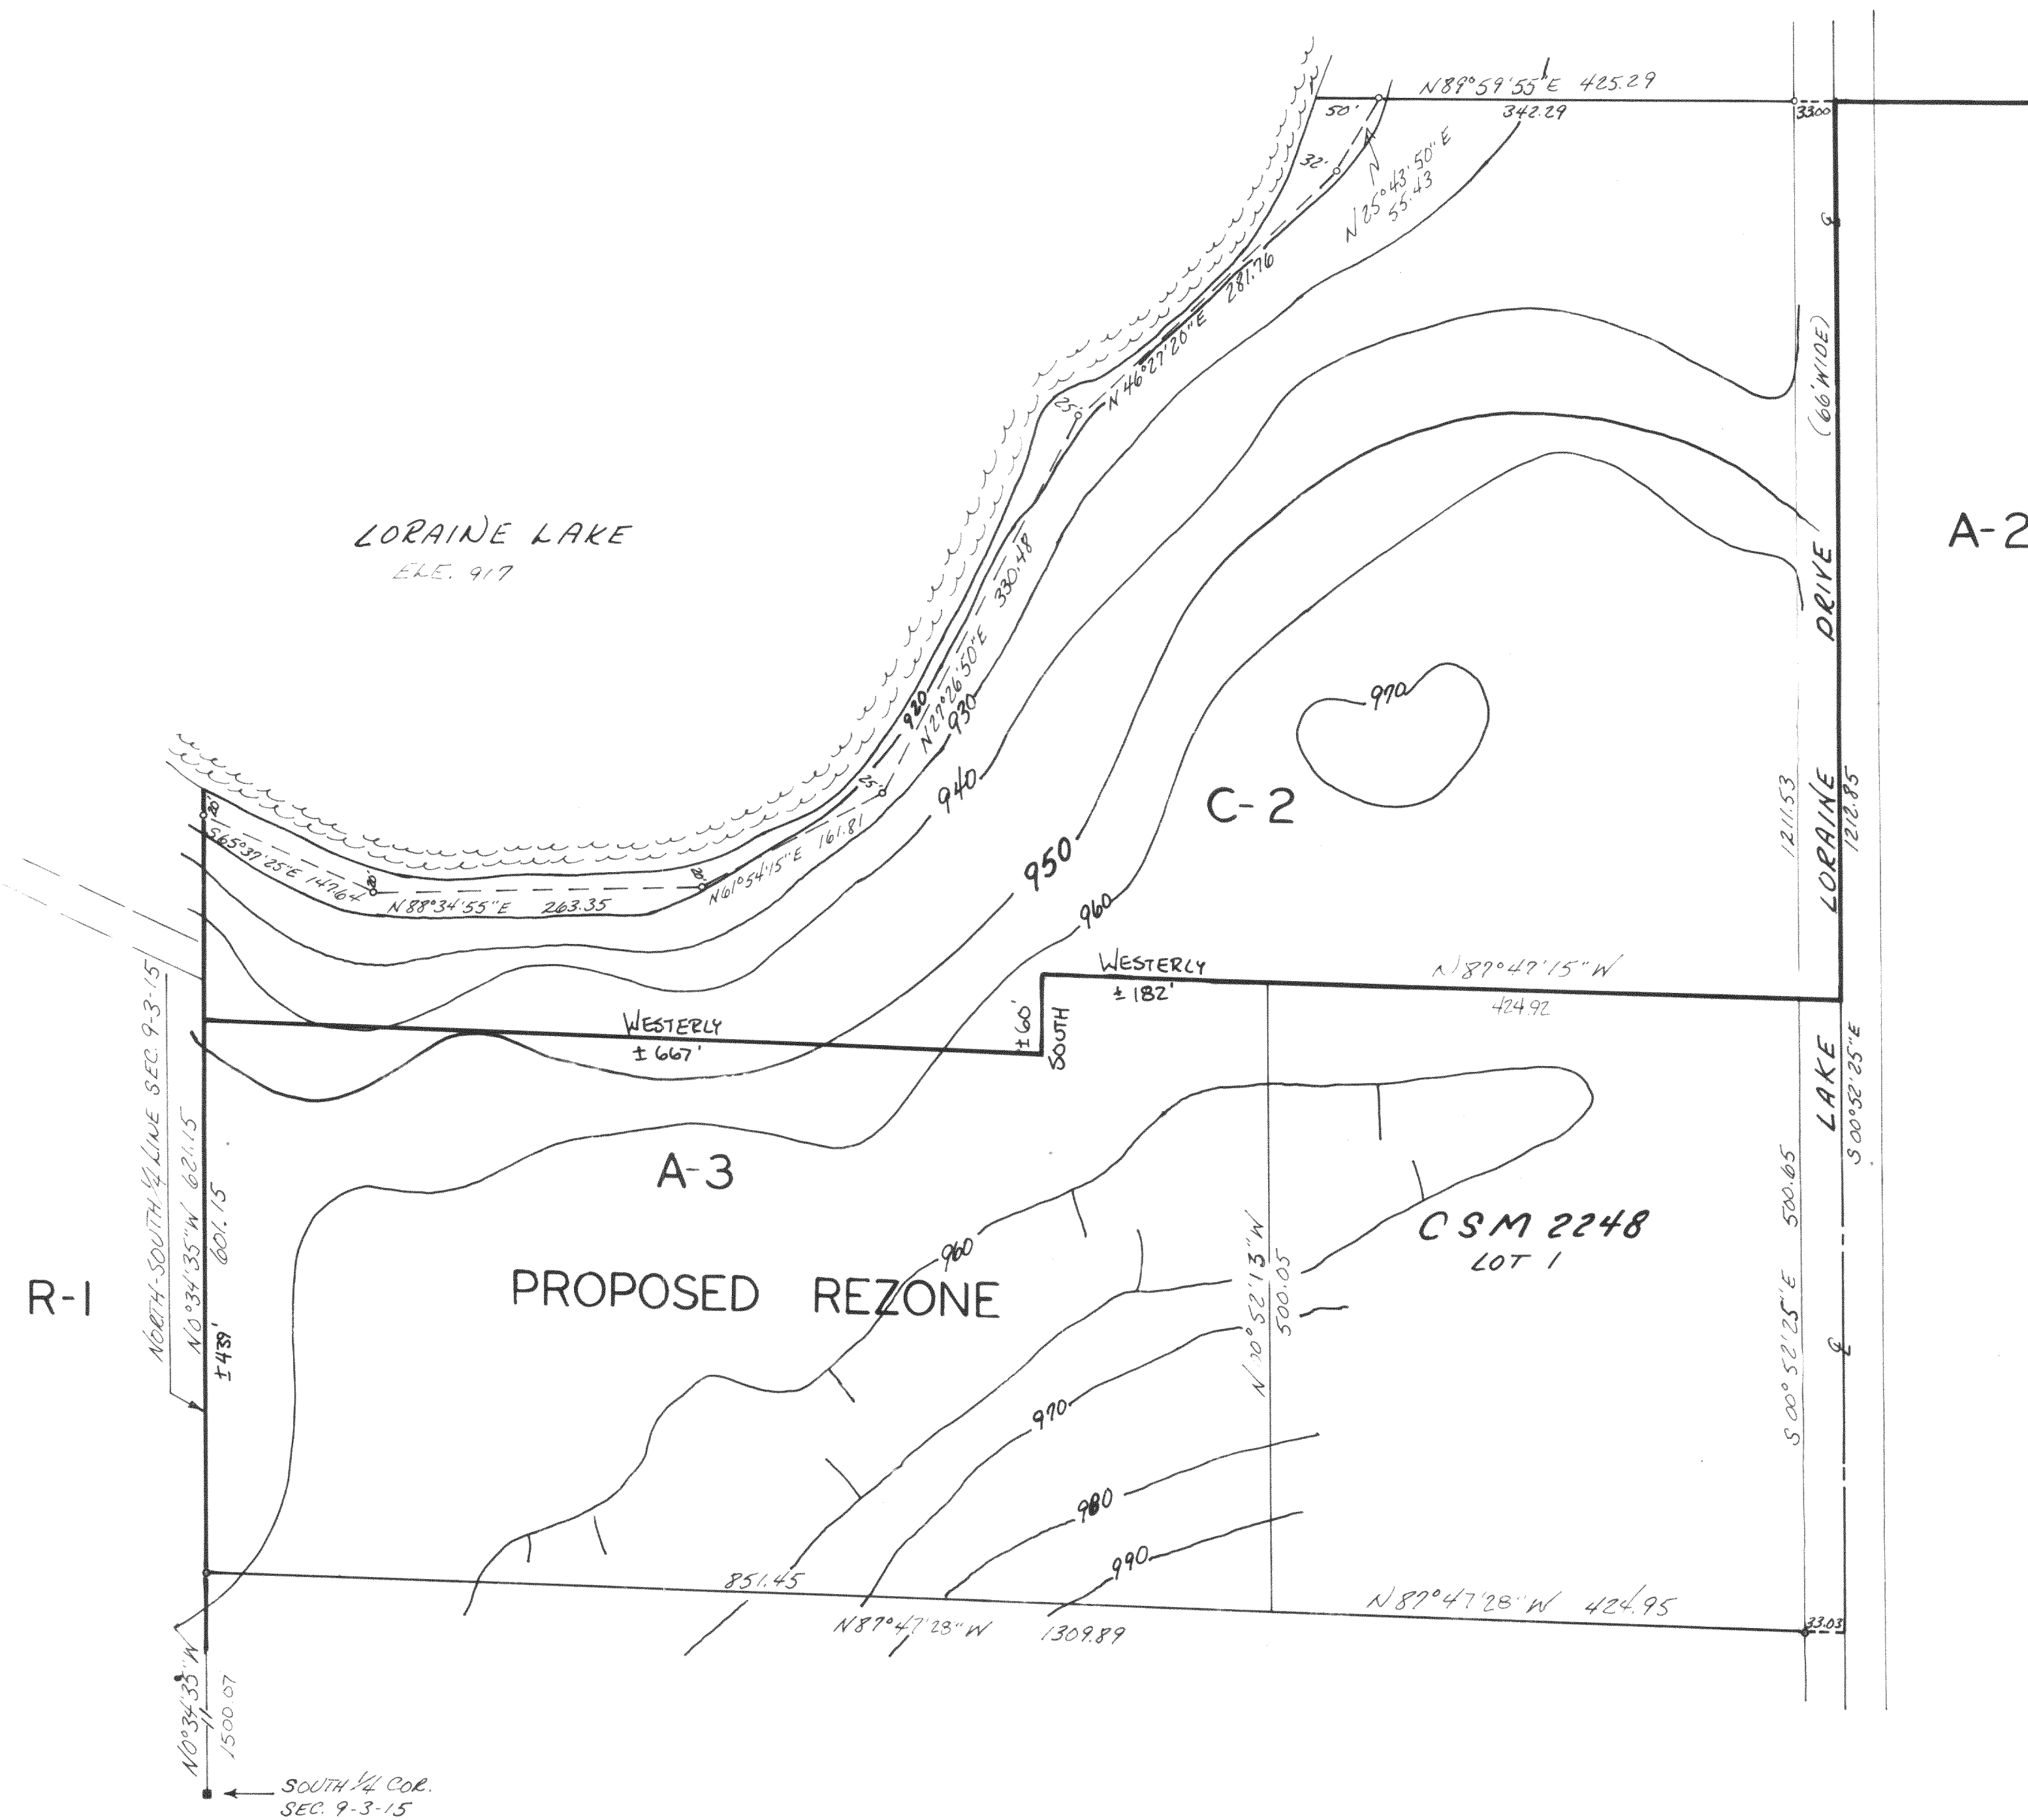 N89°59'55"E 425.29
50'
342.29
33.00
32'
N25°43'50"E
55.43
281.76
N46°27'20"E
25'
(66' WIDE)
LORAINE LAKE
ELE. 917
A-2
330.48
N27°26'50"E
920
930
25'
940
970
C-2
LAKE LORAINE DRIVE
1211.53
1212.85
20'
S65°37'25"E 147.64
20'
N88°34'55"E 263.35
20'
N61°54'15"E 161.81
950
960
WESTERLY
± 182'
N87°47'15"W
424.92
WESTERLY
± 667'
± 60'
SOUTH
S00°52'25"E
NORTH-SOUTH 1/4 LINE SEC. 9-3-15
N0°34'35"W 621.15
601.15
± 439'
A-3
R-1
PROPOSED REZONE
960
CSM 2248
LOT 1
N00°52'13"W
500.05
S00°52'25"E 500.65
970
980
990
851.45
N87°47'28"W 1309.89
N87°47'28"W 424.95
33.03
N0°34'35"W
1500.07
SOUTH 1/4 COR.
SEC. 9-3-15